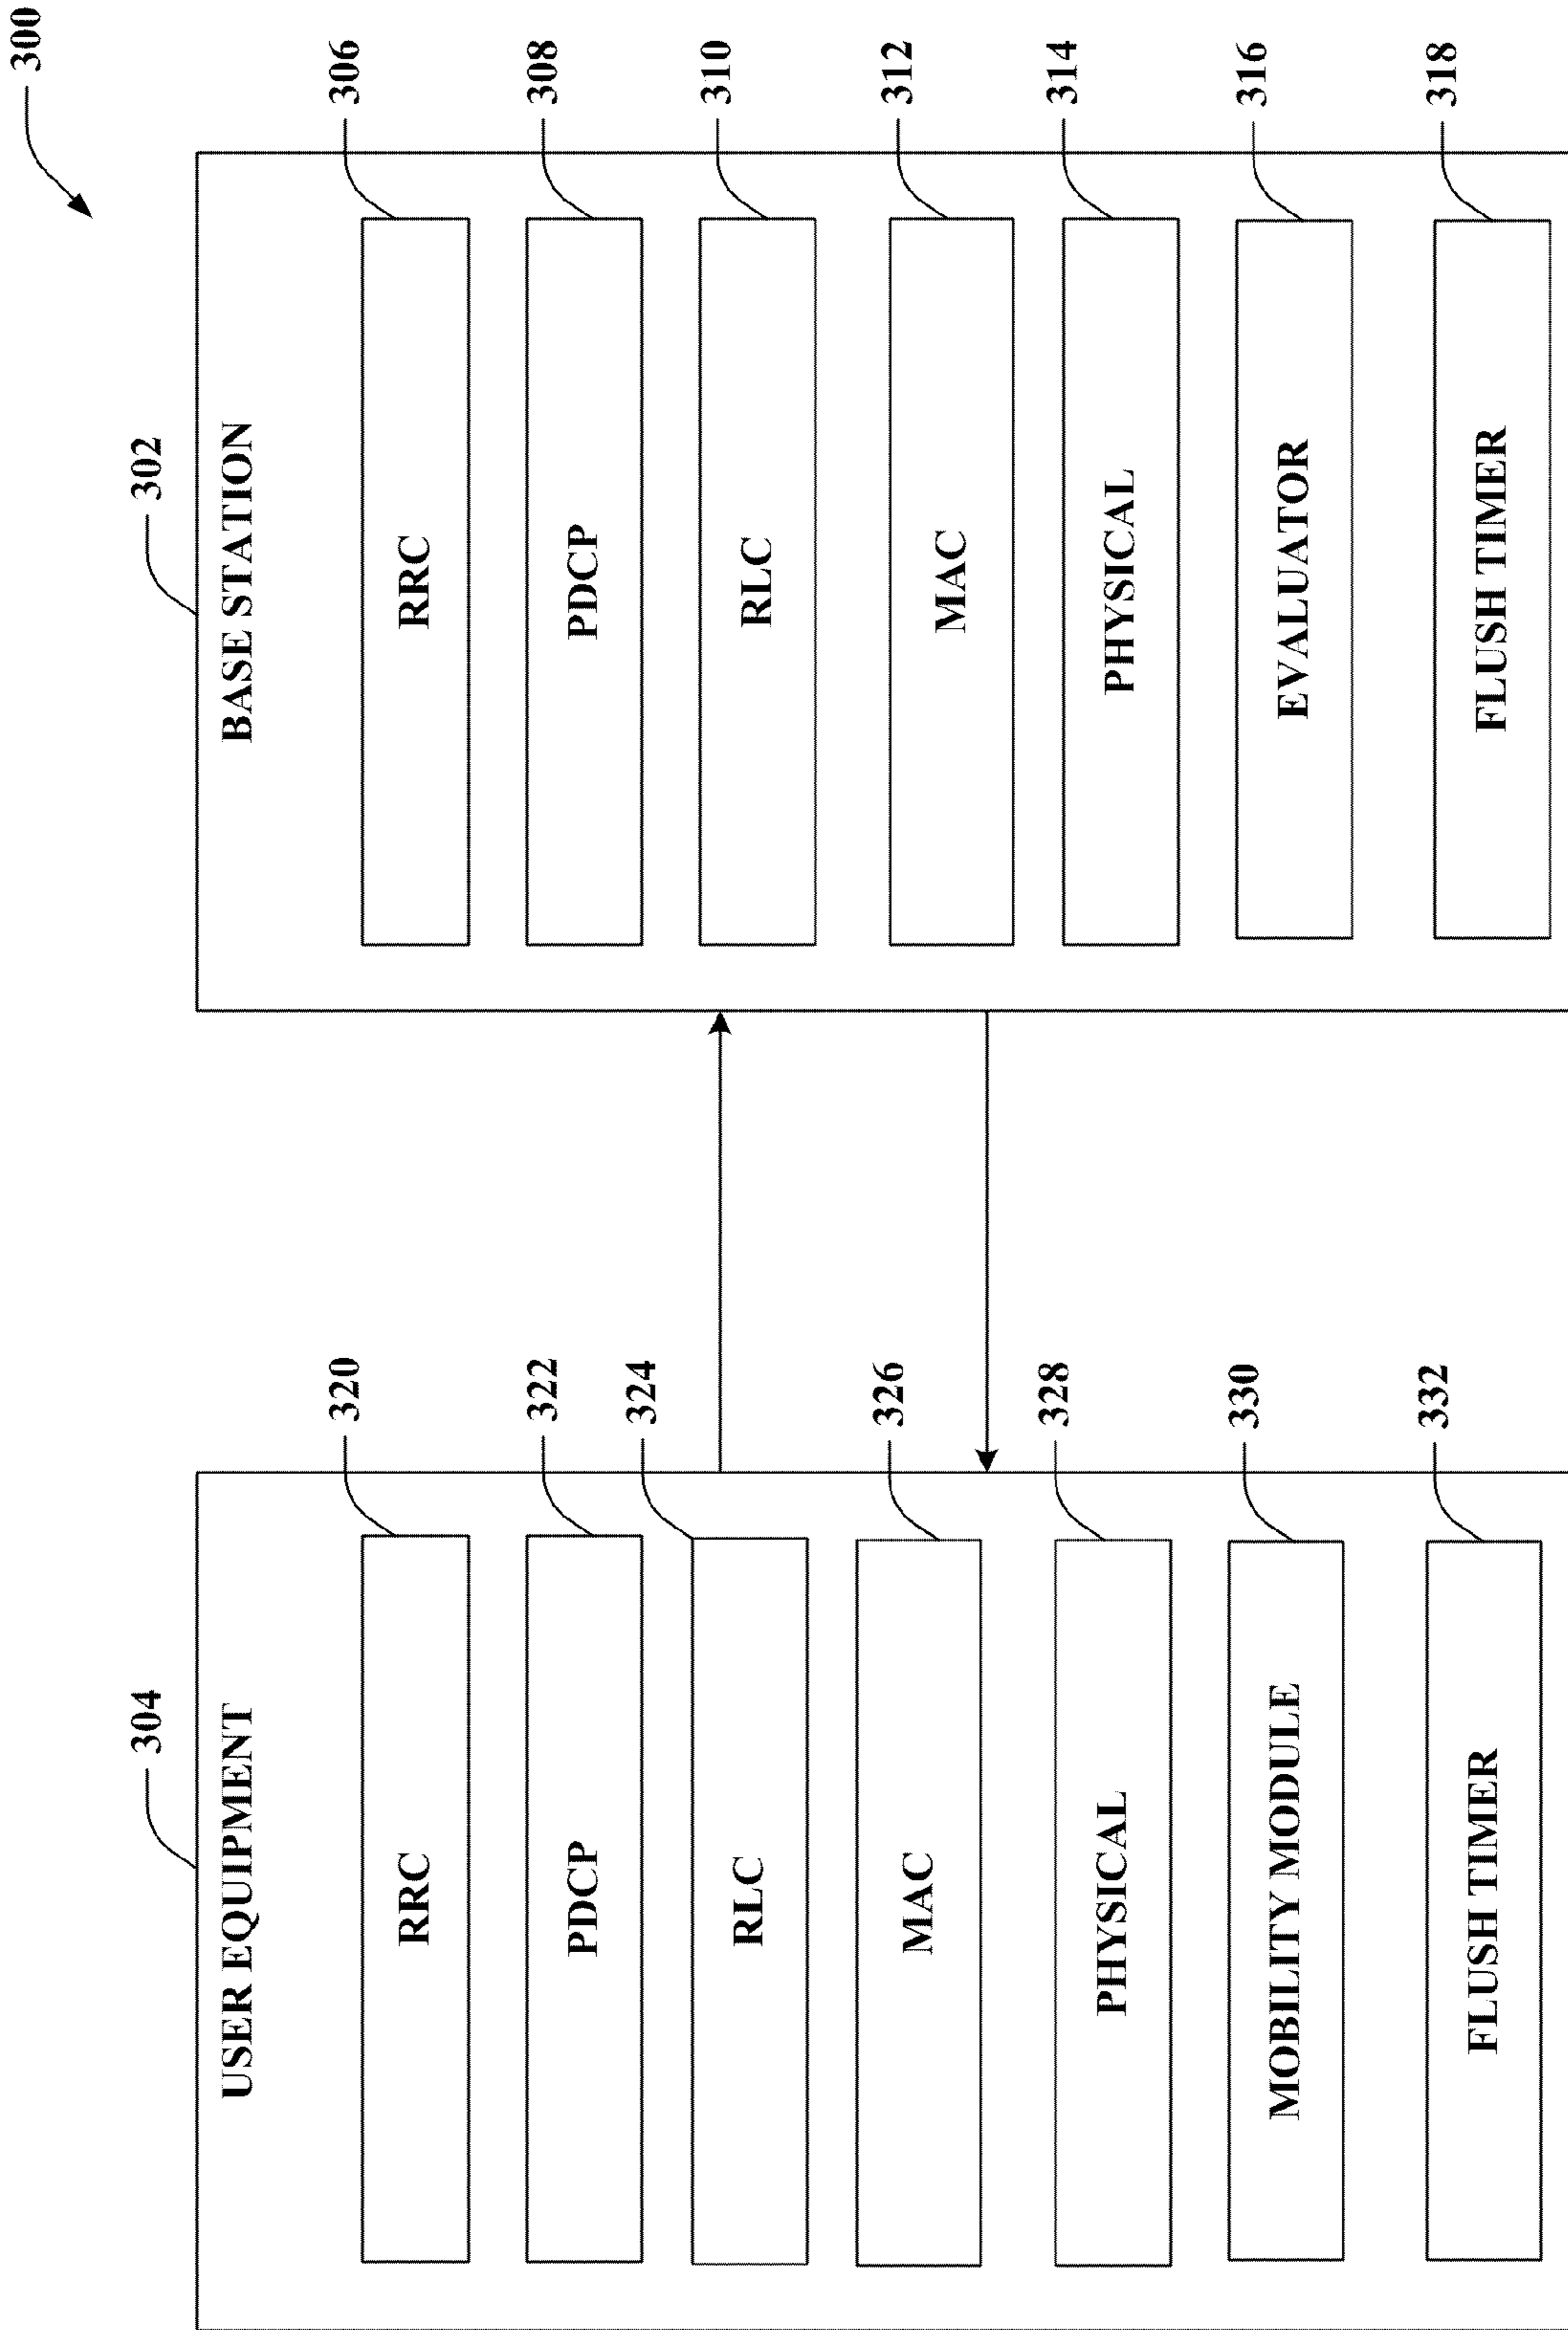 300
304
USER EQUIPMENT
RRC
320
PDCP
322
RLC
324
MAC
326
PHYSICAL
328
MOBILITY MODULE
330
FLUSH TIMER
332
302
BASE STATION
RRC
306
PDCP
308
RLC
310
MAC
312
PHYSICAL
314
EVALUATOR
316
FLUSH TIMER
318